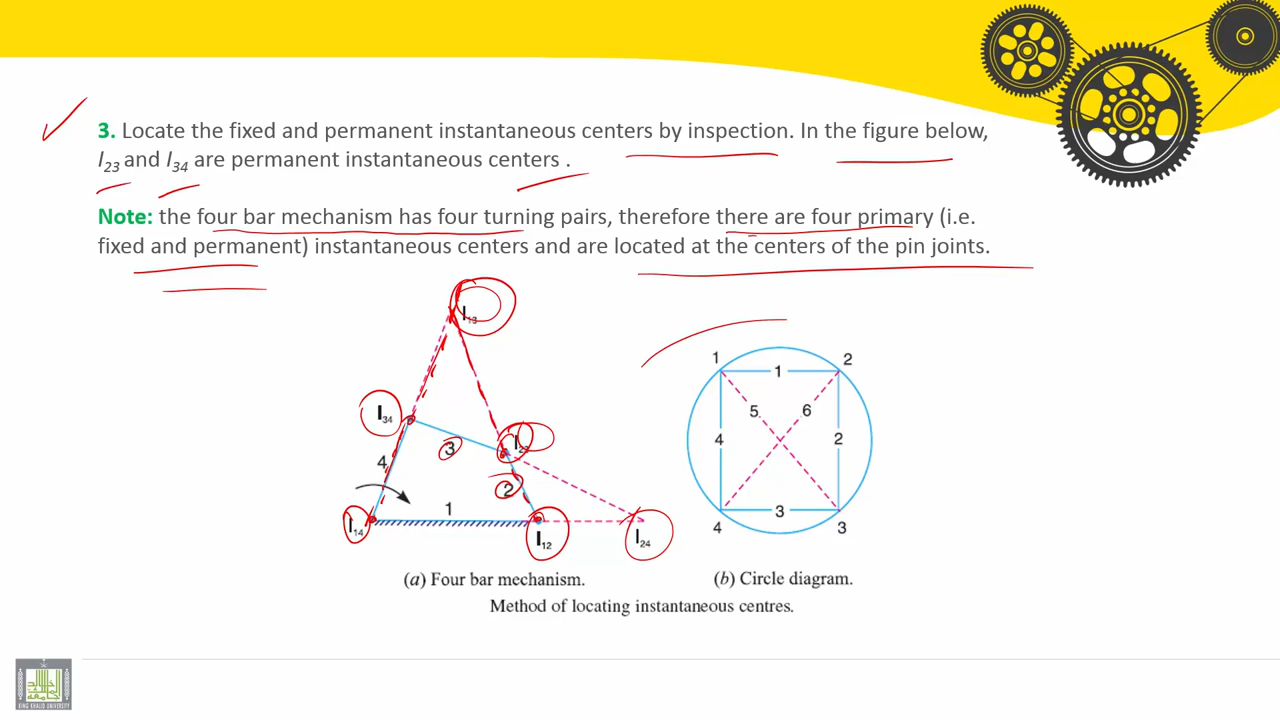 3. Locate the fixed and permanent instantaneous centers by inspection. In the figure below,
I23 and I34 are permanent instantaneous centers .
Note: the four bar mechanism has four turning pairs, therefore there are four primary (i.e.
fixed and permanent) instantaneous centers and are located at the centers of the pin joints.
I13
1
2
1
I34
5
6
I2
3
4
2
4
2
1
I14
3
I12
I24
4
3
(a) Four bar mechanism.
(b) Circle diagram.
Method of locating instantaneous centres.
KING KHALID UNIVERSITY